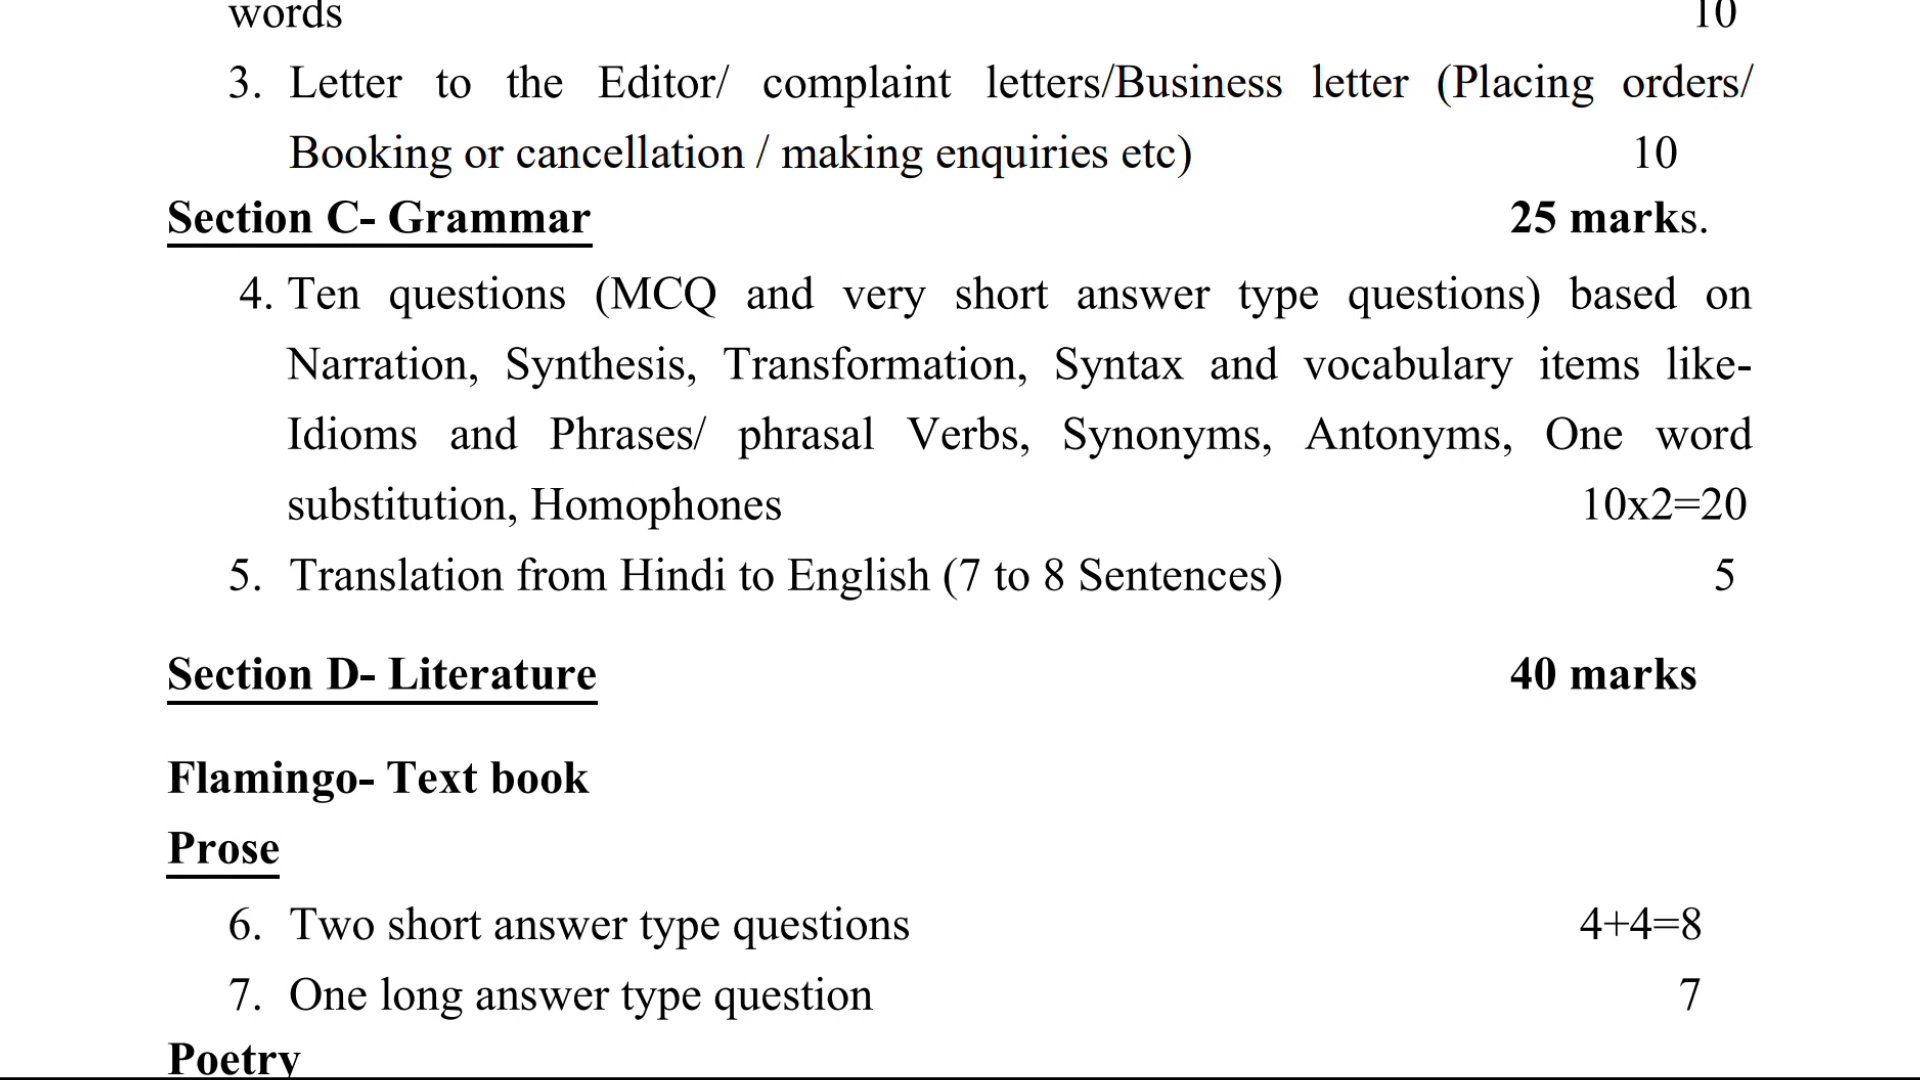 words 10
3. Letter to the Editor/ complaint letters/Business letter (Placing orders/
Booking or cancellation / making enquiries etc) 10
Section C- Grammar 25 marks.
4. Ten questions (MCQ and very short answer type questions) based on
Narration, Synthesis, Transformation, Syntax and vocabulary items like-
Idioms and Phrases/ phrasal Verbs, Synonyms, Antonyms, One word
substitution, Homophones 10x2=20
5. Translation from Hindi to English (7 to 8 Sentences) 5
Section D- Literature 40 marks
Flamingo- Text book
Prose
6. Two short answer type questions 4+4=8
7. One long answer type question 7
Poetry